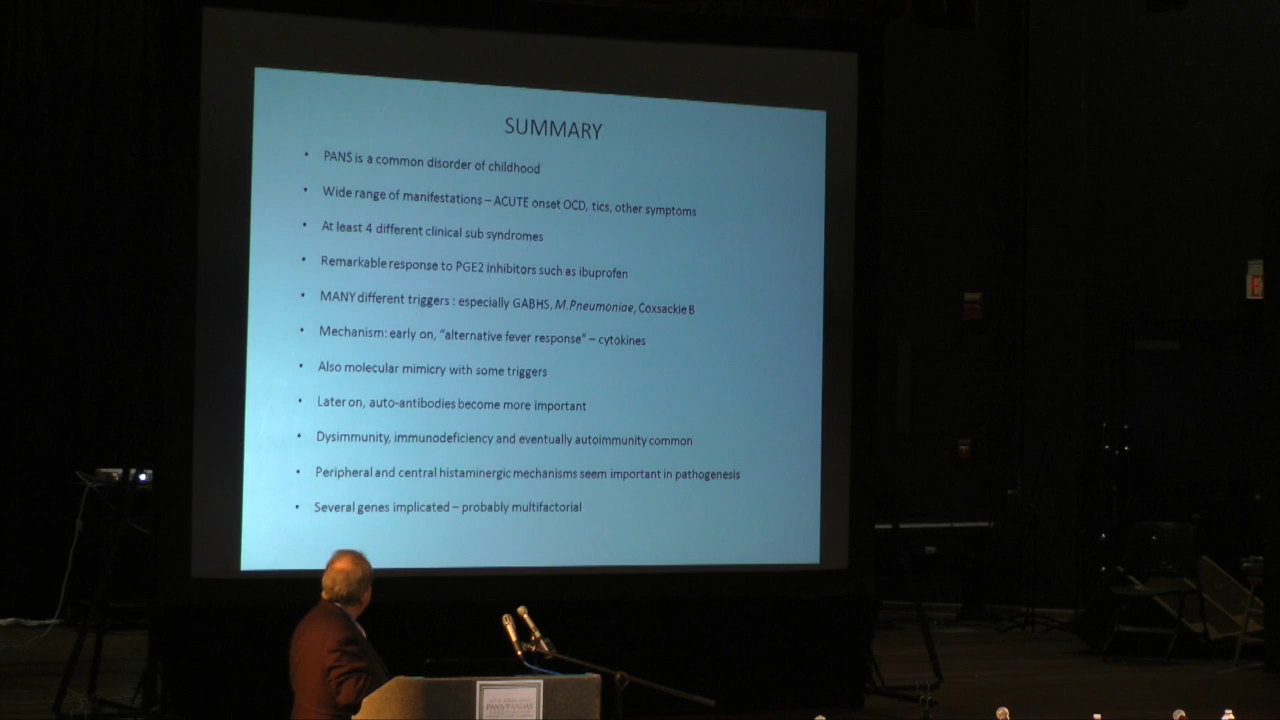 SUMMARY
• PANS is a common disorder of childhood
• Wide range of manifestations – ACUTE onset OCD, tics, other symptoms
• At least 4 different clinical sub syndromes
• Remarkable response to PGE2 inhibitors such as ibuprofen
• MANY different triggers : especially GABHS, M.Pneumoniae, Coxsackie B
• Mechanism: early on, “alternative fever response” – cytokines
• Also molecular mimicry with some triggers
• Later on, auto-antibodies become more important
• Dysimmunity, immunodeficiency and eventually autoimmunity common
• Peripheral and central histaminergic mechanisms seem important in pathogenesis
• Several genes implicated – probably multifactorial
PANS/PANDAS